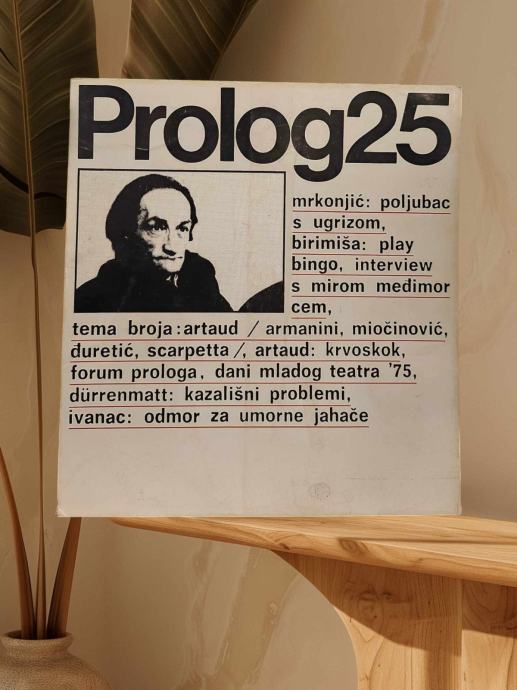 Prolog25
mrkonjić: poljubac
s ugrizom,
birimiša: play
bingo, interview
s mirom međimor
cem,
tema broja:artaud / armanini, miočinović,
đuretić, scarpetta /, artaud: krvoskok,
forum prologa, dani mladog teatra '75,
dürrenmatt: kazališni problemi,
ivanac: odmor za umorne jahače